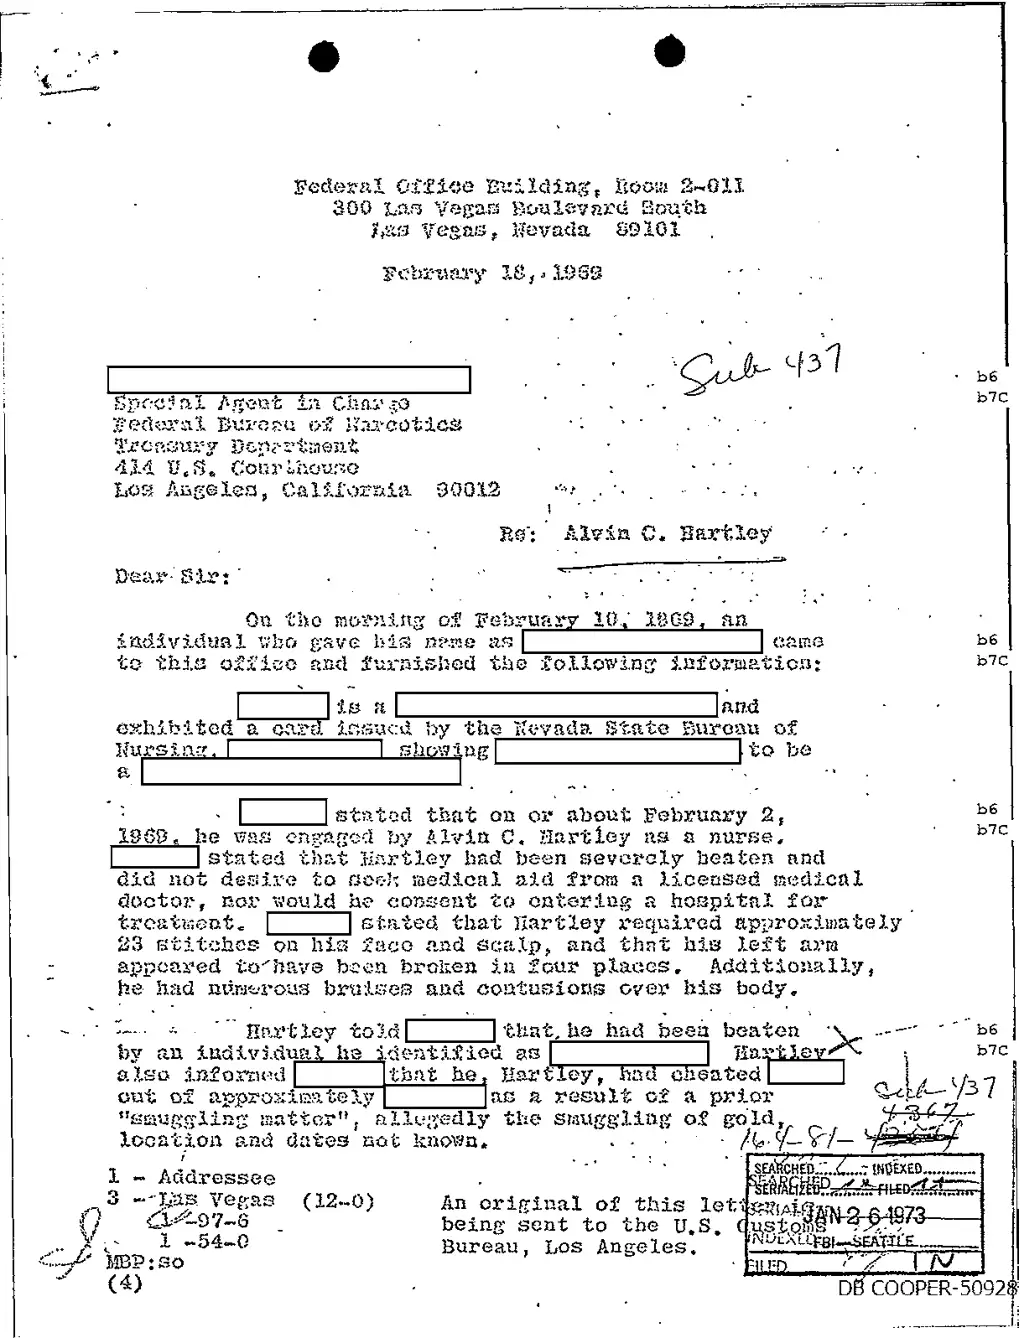 Federal Office Building, Room 2-011
300 Las Vegas Boulevard South
Las Vegas, Nevada 89101
February 18, 1969
Sub 437
b6
b7C
Special Agent in Charge
Federal Bureau of Narcotics
Treasury Department
414 U.S. Courthouse
Los Angeles, California 90012
Re: Alvin C. Hartley
Dear Sir:
On the morning of February 10, 1969, an
individual who gave his name as came
to this office and furnished the following information:
b6
b7C
is a and
exhibited a card issued by the Nevada State Bureau of
Nursing, showing to be
a
stated that on or about February 2,
1969, he was engaged by Alvin C. Hartley as a nurse.
stated that Hartley had been severely beaten and
did not desire to seek medical aid from a licensed medical
doctor, nor would he consent to entering a hospital for
treatment. stated that Hartley required approximately
23 stitches on his face and scalp, and that his left arm
appeared to have been broken in four places. Additionally,
he had numerous bruises and contusions over his body.
b6
b7C
Hartley told that he had been beaten
by an individual he identified as Hartley
also informed that he, Hartley, had cheated
out of approximately as a result of a prior
"smuggling matter", allegedly the smuggling of gold,
location and dates not known.
b6
b7C
Sub 437
164-81-
1 - Addressee
3 - Las Vegas (12-0)
1 -97-6
1 -54-0
MBP:so
(4)
An original of this letter is
being sent to the U.S. Customs
Bureau, Los Angeles.
SEARCHED INDEXED
SERIALIZED FILED
JAN 26 1973
FBI-SEATTLE
FILED
DB COOPER-50928